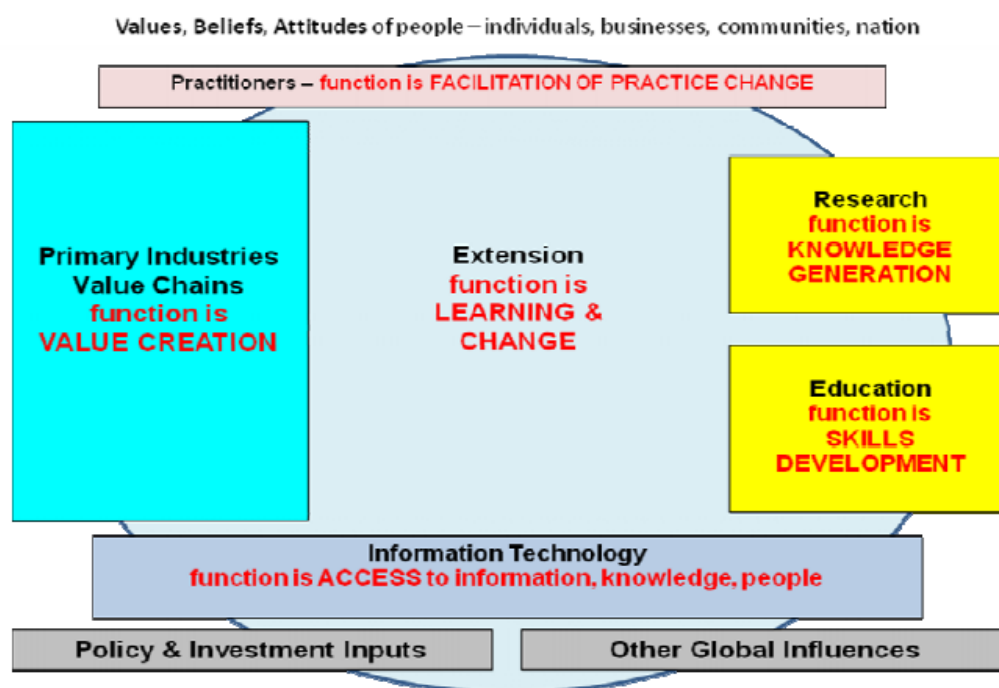 Values, Beliefs, Attitudes of people – individuals, businesses, communities, nation
Practitioners – function is FACILITATION OF PRACTICE CHANGE
Primary Industries
Value Chains
function is
VALUE CREATION
Extension
function is
LEARNING &
CHANGE
Research
function is
KNOWLEDGE
GENERATION
Education
function is
SKILLS
DEVELOPMENT
Information Technology
function is ACCESS to information, knowledge, people
Policy & Investment Inputs
Other Global Influences